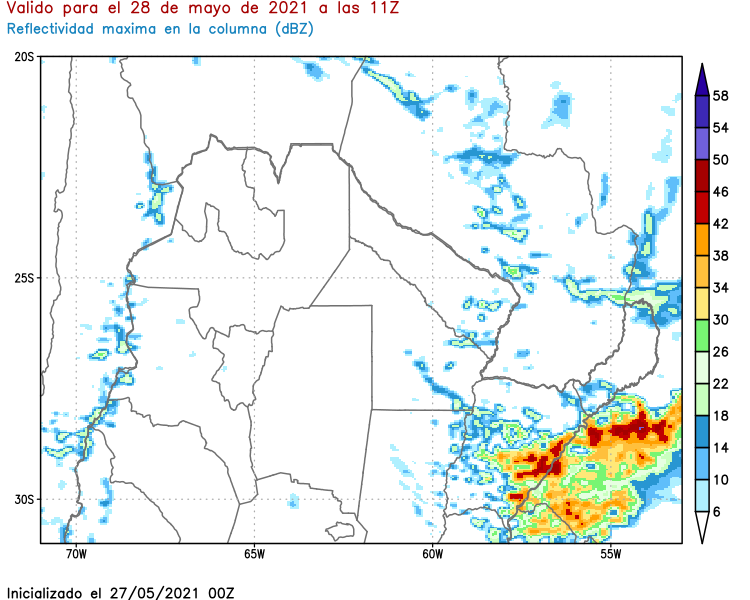 Valido para el 28 de mayo de 2021 a las 11Z
Reflectividad maxima en la columna (dBZ)
20S
25S
30S
70W
65W
60W
55W
58
54
50
46
42
38
34
30
26
22
18
14
10
6
Inicializado el 27/05/2021 00Z